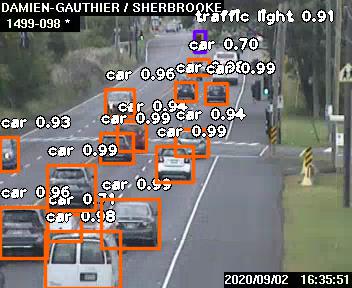 DAMIEN-GAUTHIER / SHERBROOKE
1499-098 *
traffic light 0.91
car 0.70
car 0.99
car 0.96
car 0.94
car 0.99
car 0.94
car 0.93
car 0.99
car 0.99
car 0.99
car 0.96
car 0.98
2020/09/02 16:35:51